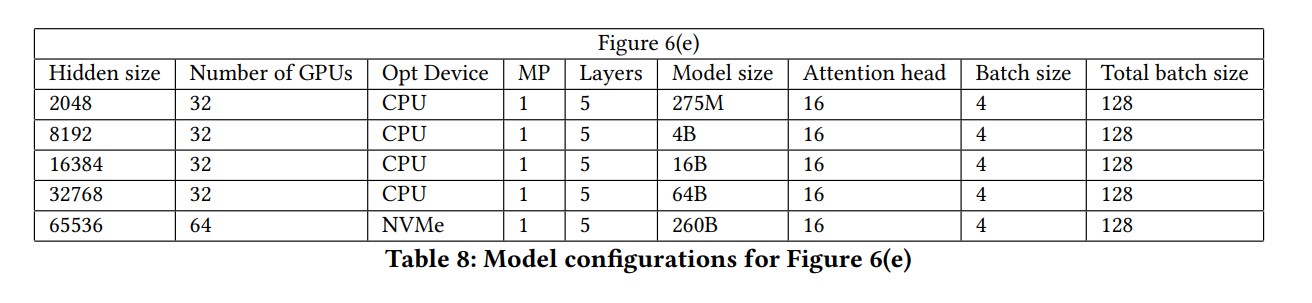 Figure 6(e)
Hidden size Number of GPUs Opt Device MP Layers Model size Attention head Batch size Total batch size
2048 32 CPU 1 5 275M 16 4 128
8192 32 CPU 1 5 4B 16 4 128
16384 32 CPU 1 5 16B 16 4 128
32768 32 CPU 1 5 64B 16 4 128
65536 64 NVMe 1 5 260B 16 4 128
Table 8: Model configurations for Figure 6(e)